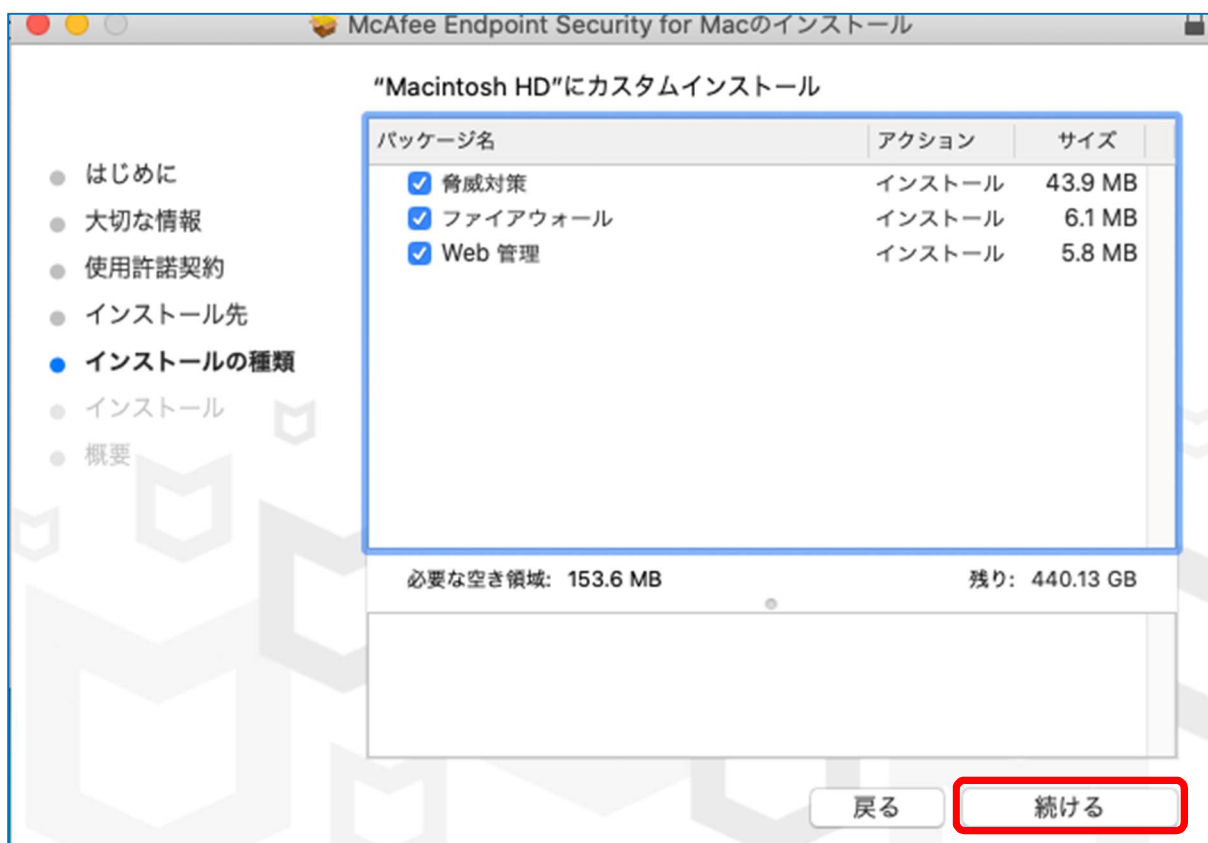 McAfee Endpoint Security for Macのインストール
“Macintosh HD”にカスタムインストール
はじめに
大切な情報
使用許諾契約
インストール先
インストールの種類
インストール
概要
パッケージ名 アクション サイズ
脅威対策 インストール 43.9 MB
ファイアウォール インストール 6.1 MB
Web 管理 インストール 5.8 MB
必要な空き領域: 153.6 MB 残り: 440.13 GB
戻る 続ける